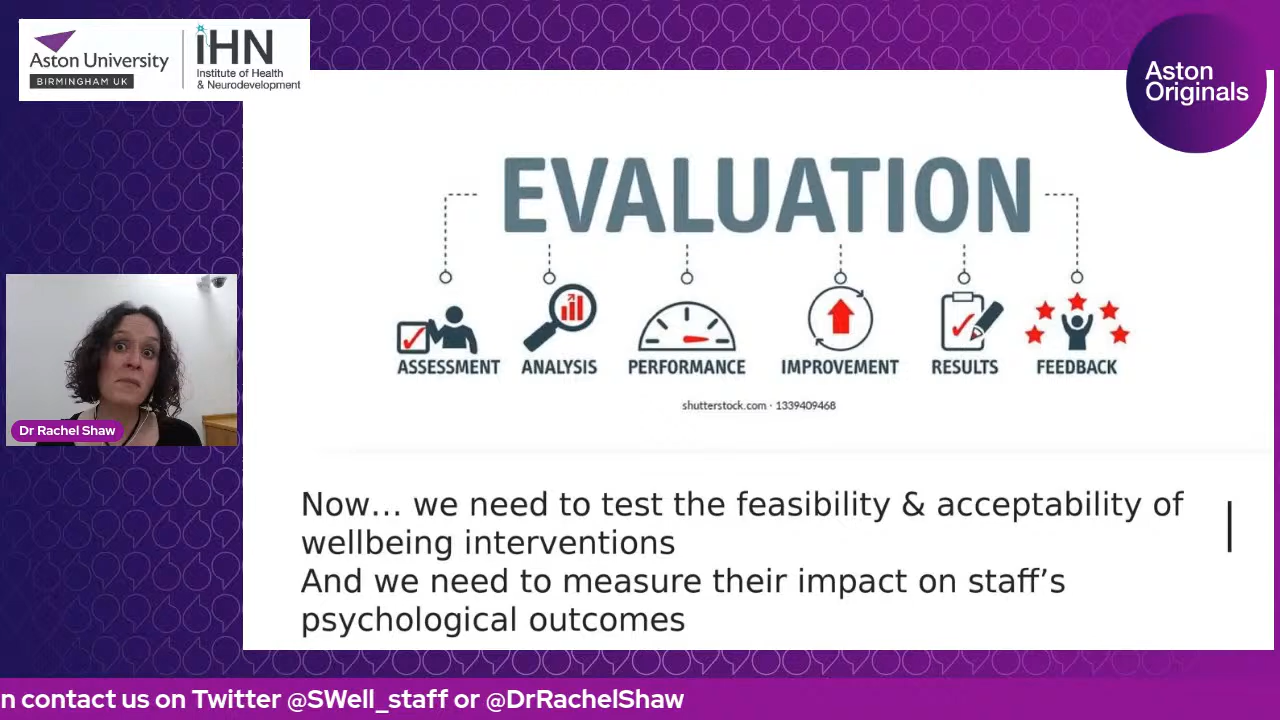 Aston University
BIRMINGHAM UK
iHN
Institute of Health
& Neurodevelopment
Aston
Originals
EVALUATION
ASSESSMENT
ANALYSIS
PERFORMANCE
IMPROVEMENT
RESULTS
FEEDBACK
shutterstock.com · 1339409468
Dr Rachel Shaw
Now... we need to test the feasibility & acceptability of
wellbeing interventions
And we need to measure their impact on staff's
psychological outcomes
n contact us on Twitter @SWell_staff or @DrRachelShaw